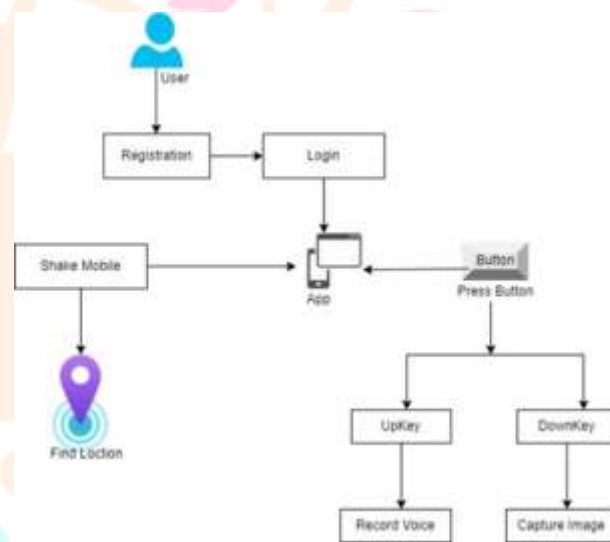 User
Registration
Login
Shake Mobile
App
Button
Press Button
Find Loction
UpKey
DownKey
Record Voice
Capture Image